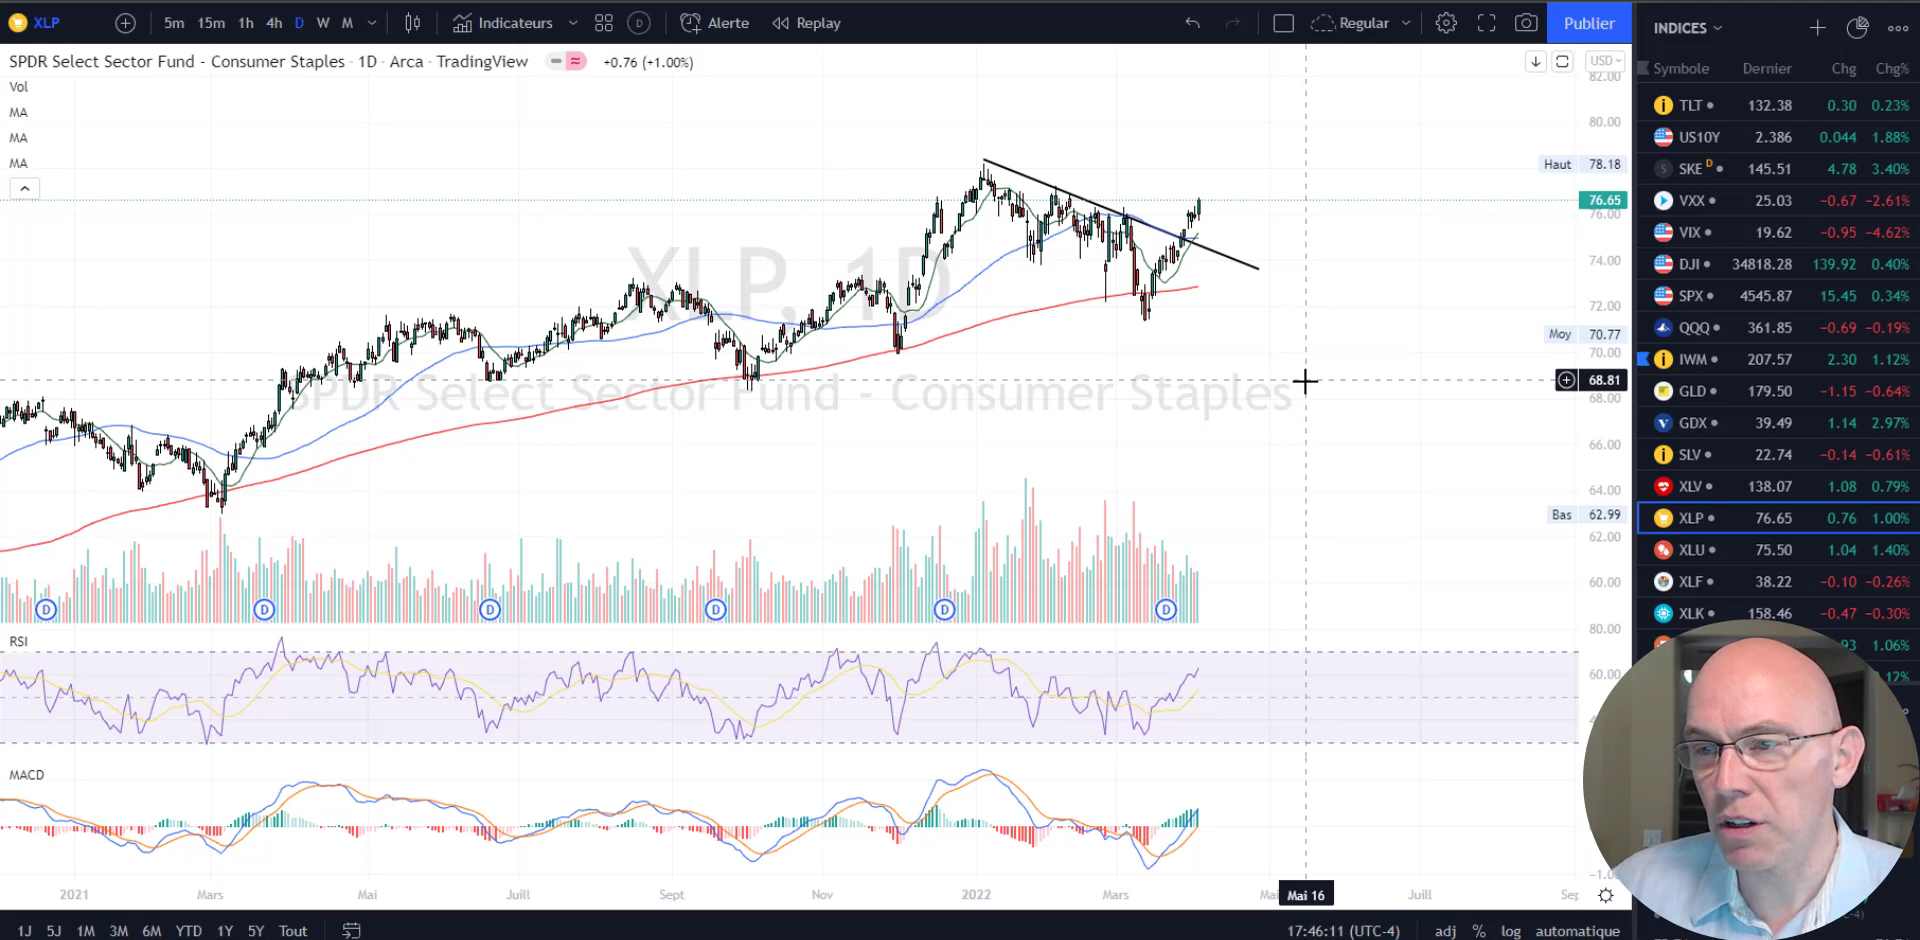 XLP 5m 15m 1h 4h D W M Indicateurs D Alerte Replay Regular Publier
SPDR Select Sector Fund - Consumer Staples · 1D · Arca · TradingView +0.76 (+1.00%)
USD
Vol
MA
MA
MA
XLP, 1D
SPDR Select Sector Fund - Consumer Staples
82.00
80.00
Haut 78.18
76.65
76.00
74.00
72.00
Moy 70.77
70.00
68.81
68.00
66.00
64.00
Bas 62.99
62.00
60.00
D D D D D D
80.00
RSI
60.00
MACD
2021 Mars Mai Juill Sept Nov 2022 Mars Mai 16 Juill
1J 5J 1M 3M 6M YTD 1Y 5Y Tout 17:46:11 (UTC-4) adj % log automatique
INDICES
Symbole Dernier Chg Chg%
TLT 132.38 0.30 0.23%
US10Y 2.386 0.044 1.88%
SKE D 145.51 4.78 3.40%
VXX 25.03 −0.67 −2.61%
VIX 19.62 −0.95 −4.62%
DJI 34818.28 139.92 0.40%
SPX 4545.87 15.45 0.34%
QQQ 361.85 −0.69 −0.19%
IWM 207.57 2.30 1.12%
GLD 179.50 −1.15 −0.64%
GDX 39.49 1.14 2.97%
SLV 22.74 −0.14 −0.61%
XLV 138.07 1.08 0.79%
XLP 76.65 0.76 1.00%
XLU 75.50 1.04 1.40%
XLF 38.22 −0.10 −0.26%
XLK 158.46 −0.47 −0.30%
93 1.06%
.12%